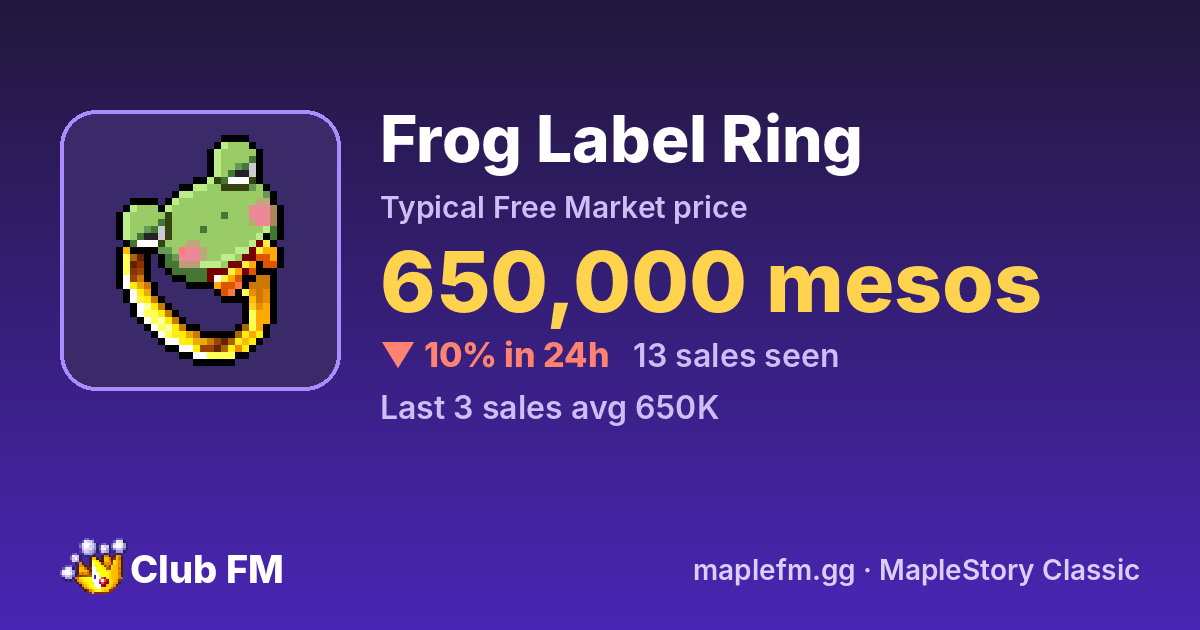 Frog Label Ring
Typical Free Market price
650,000 mesos
▼ 10% in 24h 13 sales seen
Last 3 sales avg 650K
Club FM
maplefm.gg · MapleStory Classic